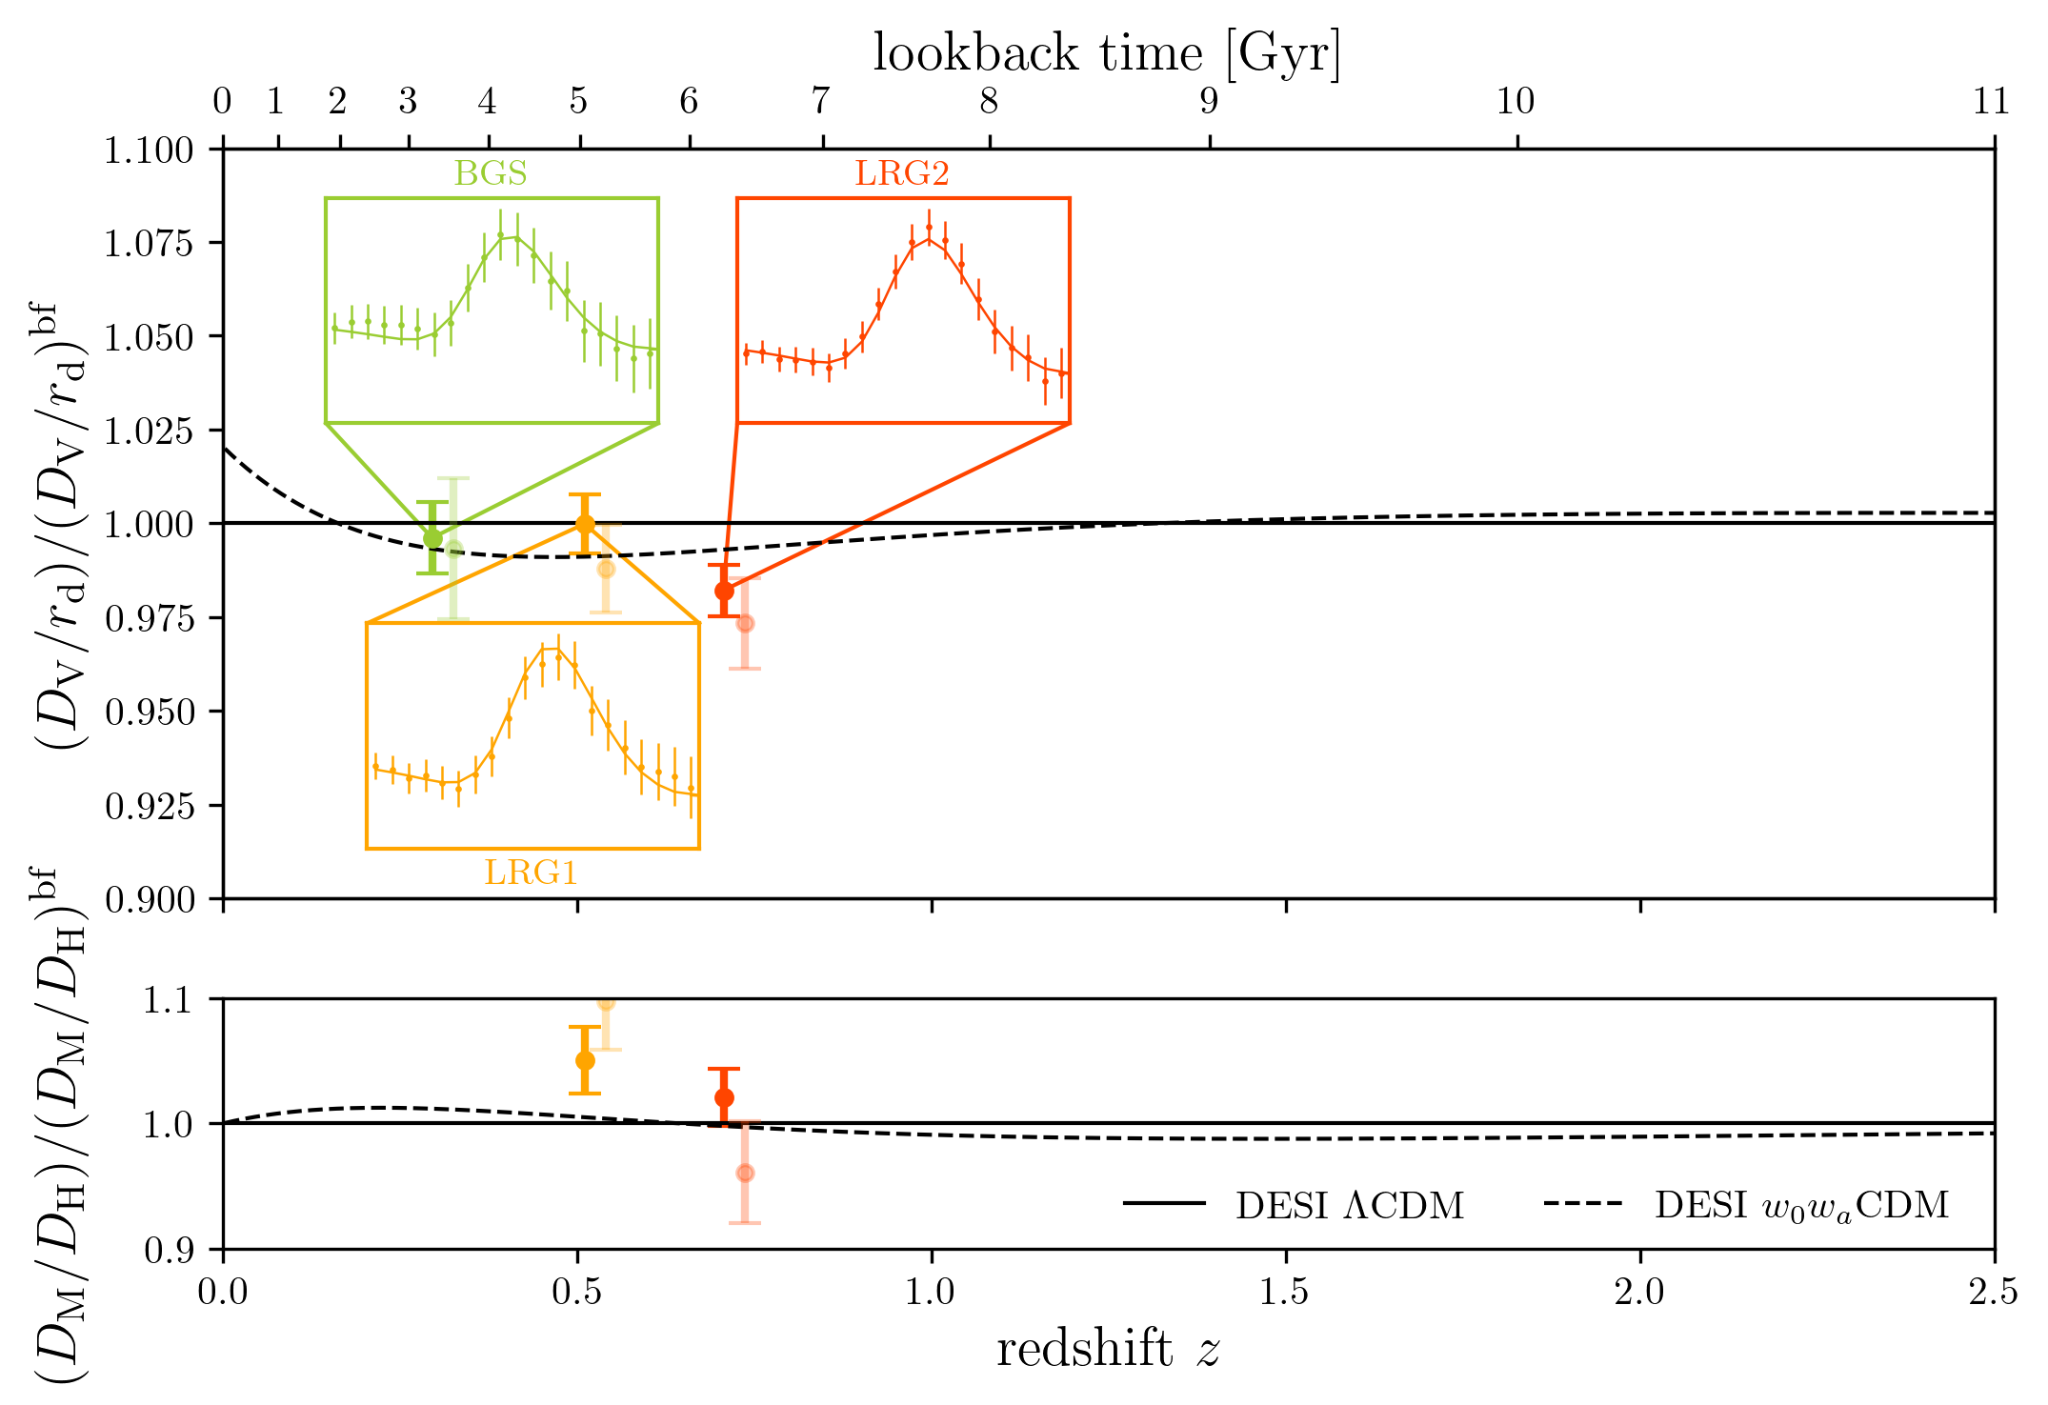 lookback time [Gyr]
0 1 2 3 4 5 6 7 8 9 10 11
(D_V/r_d)/(D_V/r_d)^bf
1.100
1.075
1.050
1.025
1.000
0.975
0.950
0.925
0.900
BGS
LRG2
LRG1
(D_M/D_H)/(D_M/D_H)^bf
1.1
1.0
0.9
DESI ΛCDM
DESI w_0w_aCDM
0.0 0.5 1.0 1.5 2.0 2.5
redshift z